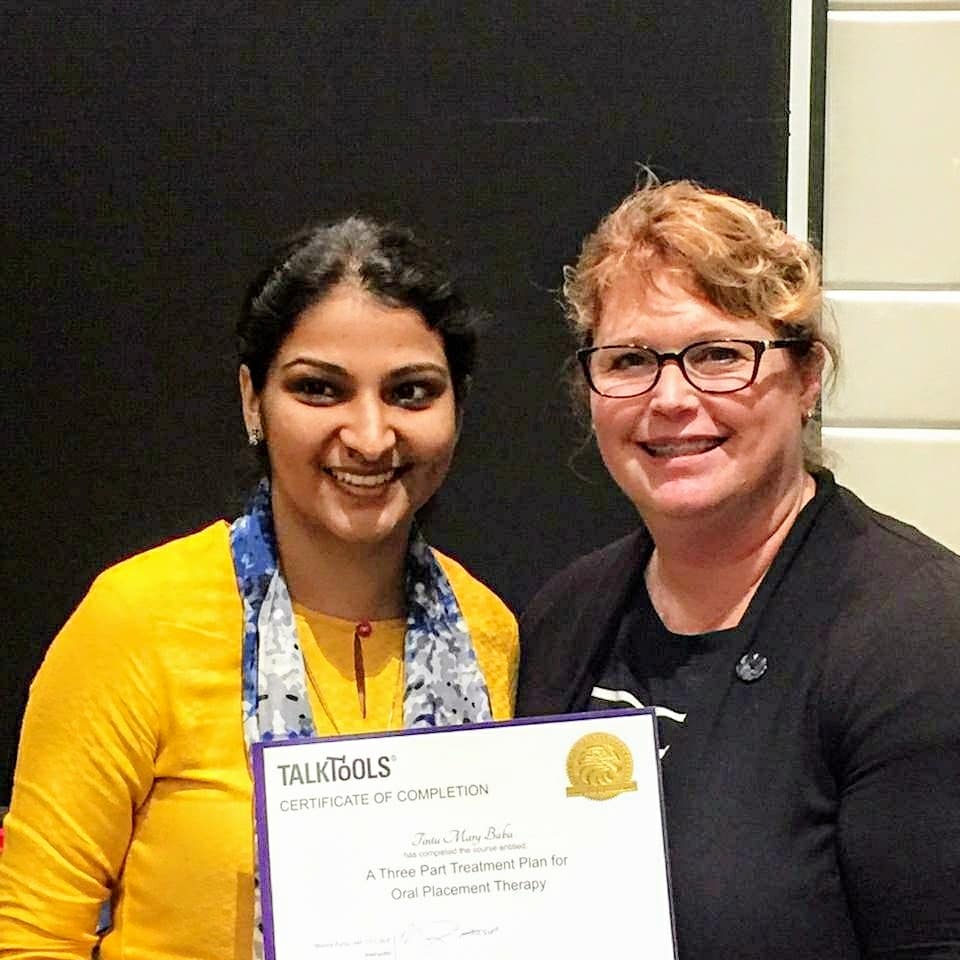 TALKTOOLS®
CERTIFICATE OF COMPLETION
Tintu Mary Babu
has completed the course entitled
A Three Part Treatment Plan for
Oral Placement Therapy